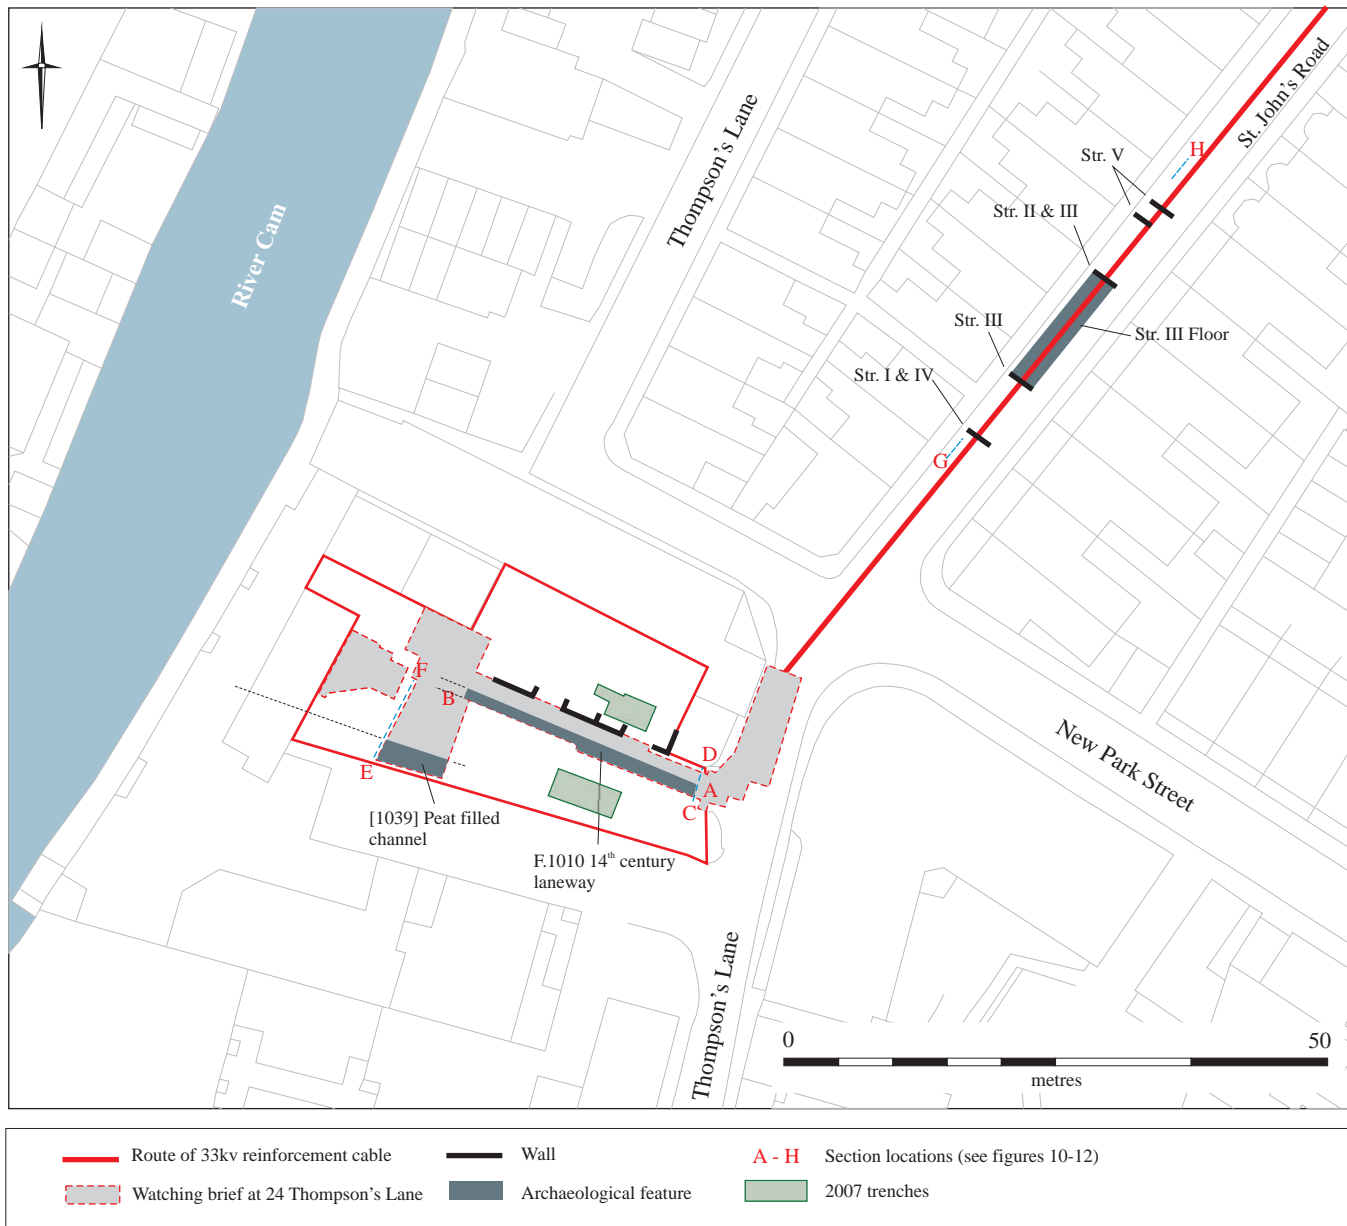 St. John's Road
Thompson's Lane
H
Str. V
Str. II & III
River Cam
Str. III
Str. III Floor
Str. I & IV
G
F
B
D
A
E
C
New Park Street
[1039] Peat filled
channel
F.1010 14th century
laneway
Thompson's Lane
0
50
metres
Route of 33kv reinforcement cable
Wall
A - H
Section locations (see figures 10-12)
Watching brief at 24 Thompson's Lane
Archaeological feature
2007 trenches